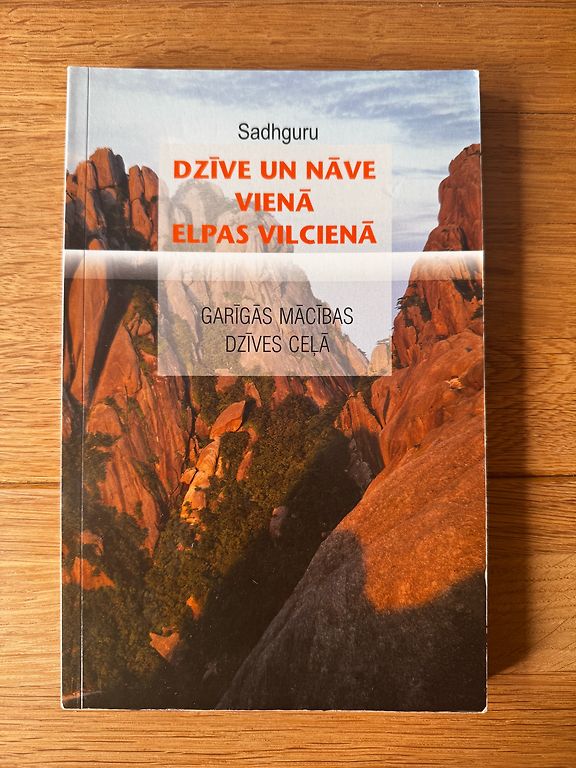 Sadhguru
DZĪVE UN NĀVE
VIENĀ
ELPAS VILCIENĀ
GARĪGĀS MĀCĪBAS
DZĪVES CEĻĀ